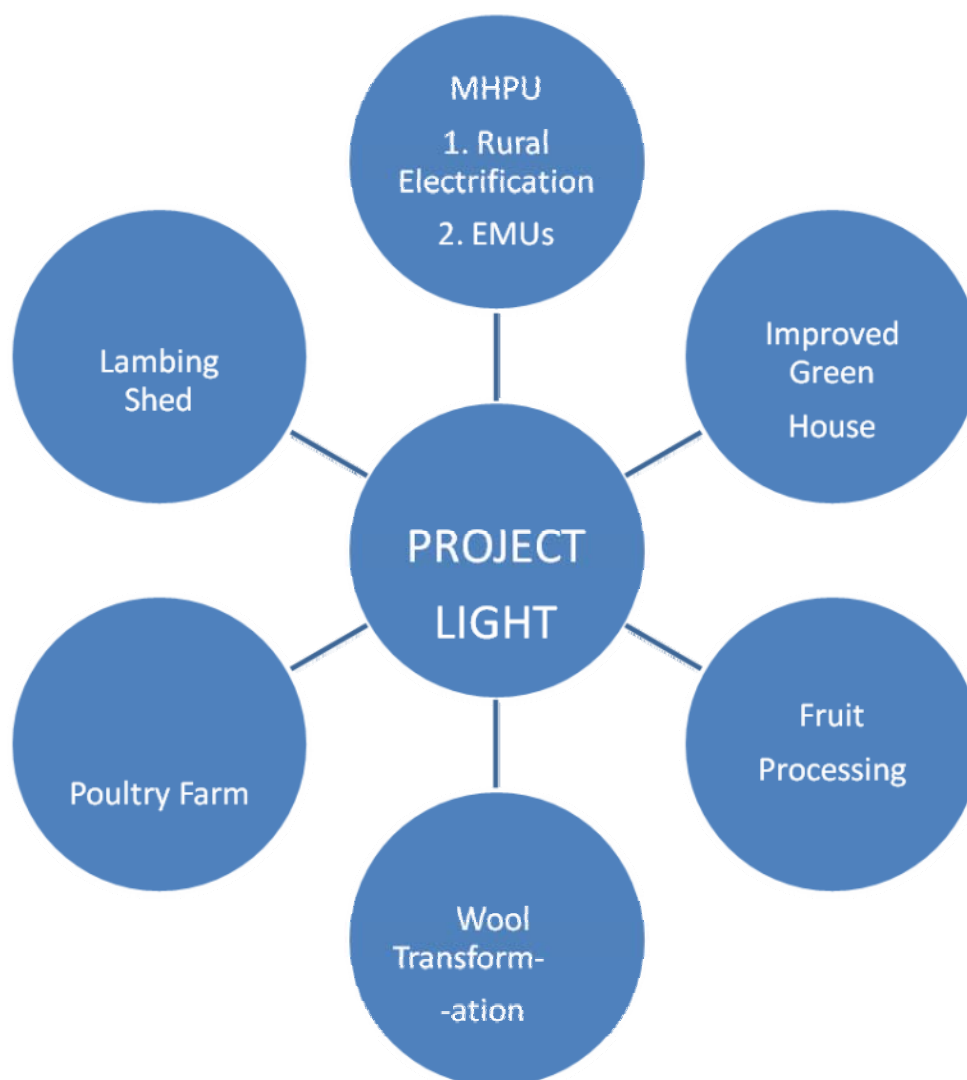 MHPU
1. Rural
Electrification
2. EMUs
Improved
Green
House
Fruit
Processing
Wool
Transform-
-ation
Poultry Farm
Lambing
Shed
PROJECT
LIGHT